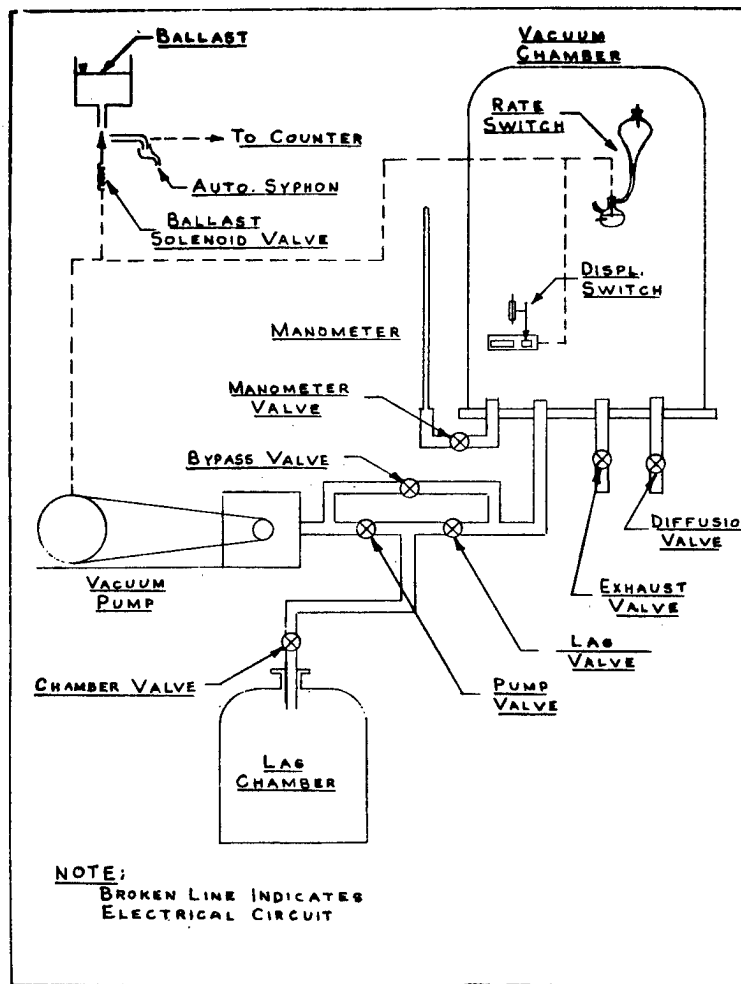 BALLAST
VACUUM
CHAMBER
RATE
SWITCH
TO COUNTER
AUTO. SYPHON
BALLAST
SOLENOID VALVE
DISPL.
SWITCH
MANOMETER
MANOMETER
VALVE
BYPASS VALVE
DIFFUSIO
VALVE
VACUUM
PUMP
EXHAUST
VALVE
LAG
VALVE
CHAMBER VALVE
PUMP
VALVE
LAG
CHAMBER
NOTE:
BROKEN LINE INDICATES
ELECTRICAL CIRCUIT